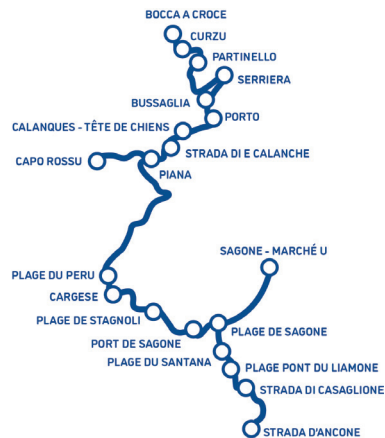 BOCCA A CROCE
CURZU
PARTINELLO
SERRIERA
BUSSAGLIA
PORTO
CALANQUES - TÊTE DE CHIENS
STRADA DI E CALANCHE
CAPO ROSSU
PIANA
SAGONE - MARCHÉ U
PLAGE DU PERU
CARGESE
PLAGE DE STAGNOLI
PORT DE SAGONE
PLAGE DE SAGONE
PLAGE DU SANTANA
PLAGE PONT DU LIAMONE
STRADA DI CASAGLIONE
STRADA D'ANCONE